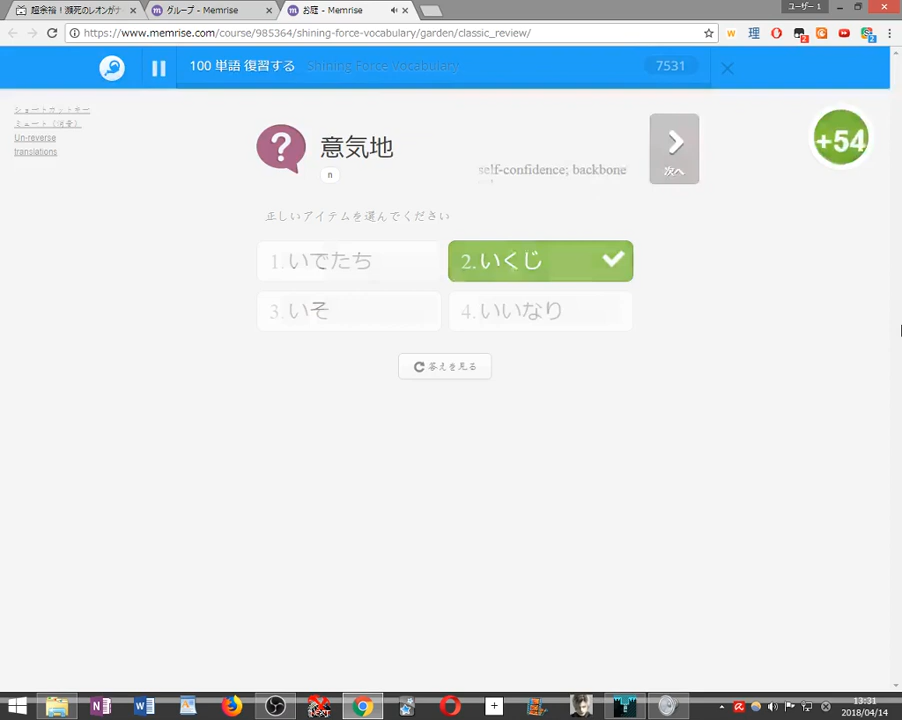 超余裕！瀕死のレオンがナ
グループ - Memrise
お庭 - Memrise
ユーザー 1
https://www.memrise.com/course/985364/shining-force-vocabulary/garden/classic_review/
100 単語 復習する
Shining Force Vocabulary
7531
ショートカットキー
ミュート (消音)
Un-reverse
translations
意気地
n
self-confidence; backbone
次へ
+54
正しいアイテムを選んでください
1. いでたち
2. いくじ
3. いそ
4. いいなり
答えを見る
13:31
2018/04/14